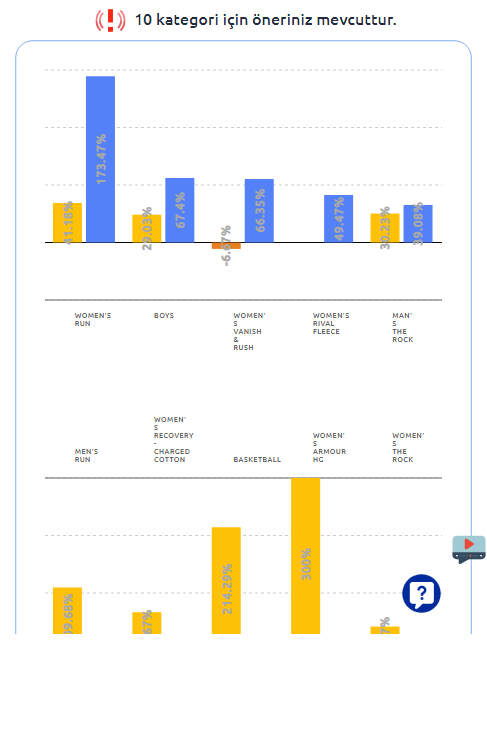 10 kategori için öneriniz mevcuttur.
41.18%
173.47%
29.03%
67.4%
-6.67%
66.35%
49.47%
30.23%
39.08%
WOMEN'S
RUN
BOYS
WOMEN'
S
VANISH
&
RUSH
WOMEN'S
RIVAL
FLEECE
MAN'
S
THE
ROCK
MEN'S
RUN
WOMEN'
S
RECOVERY
-
CHARGED
COTTON
BASKETBALL
WOMEN'
S
ARMOUR
HG
WOMEN'
S
THE
ROCK
214.29%
300%